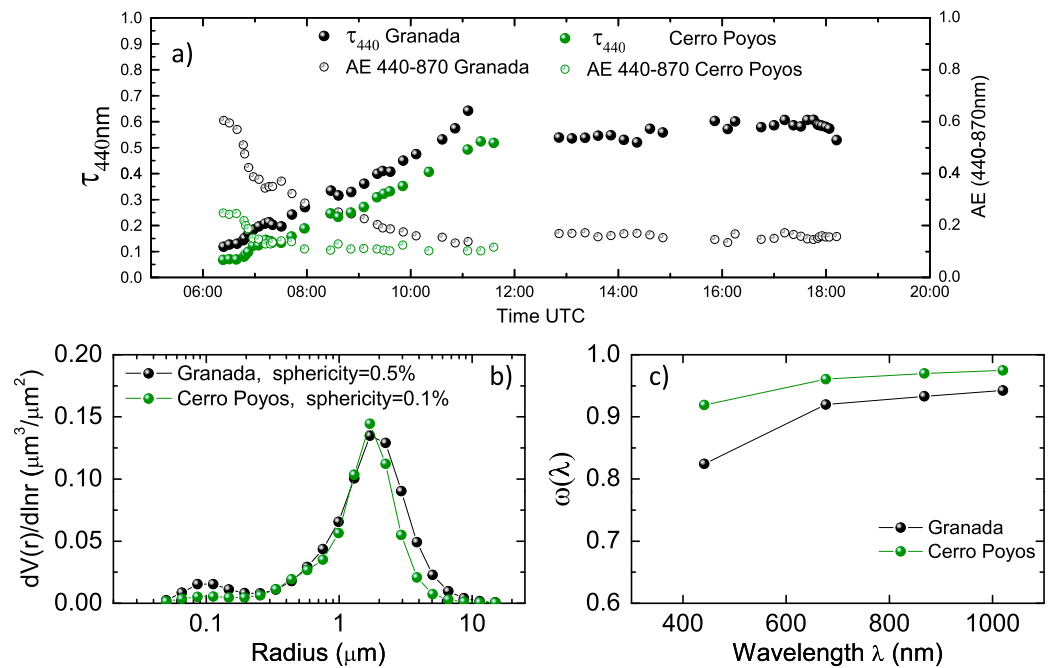 a)
τ440 Granada
τ440 Cerro Poyos
AE 440-870 Granada
AE 440-870 Cerro Poyos
1.0
0.9
0.8
0.7
0.6
0.5
0.4
0.3
0.2
0.1
0.0
τ440nm
1.0
0.8
0.6
0.4
0.2
0.0
AE (440-870nm)
06:00 08:00 10:00 12:00 14:00 16:00 18:00 20:00
Time UTC
b)
Granada, sphericity=0.5%
Cerro Poyos, sphericity=0.1%
0.20
0.15
0.10
0.05
0.00
dV(r)/dlnr (μm³/μm²)
0.1 1 10
Radius (μm)
c)
1.0
0.9
0.8
0.7
0.6
ω(λ)
Granada
Cerro Poyos
400 600 800 1000
Wavelength λ (nm)